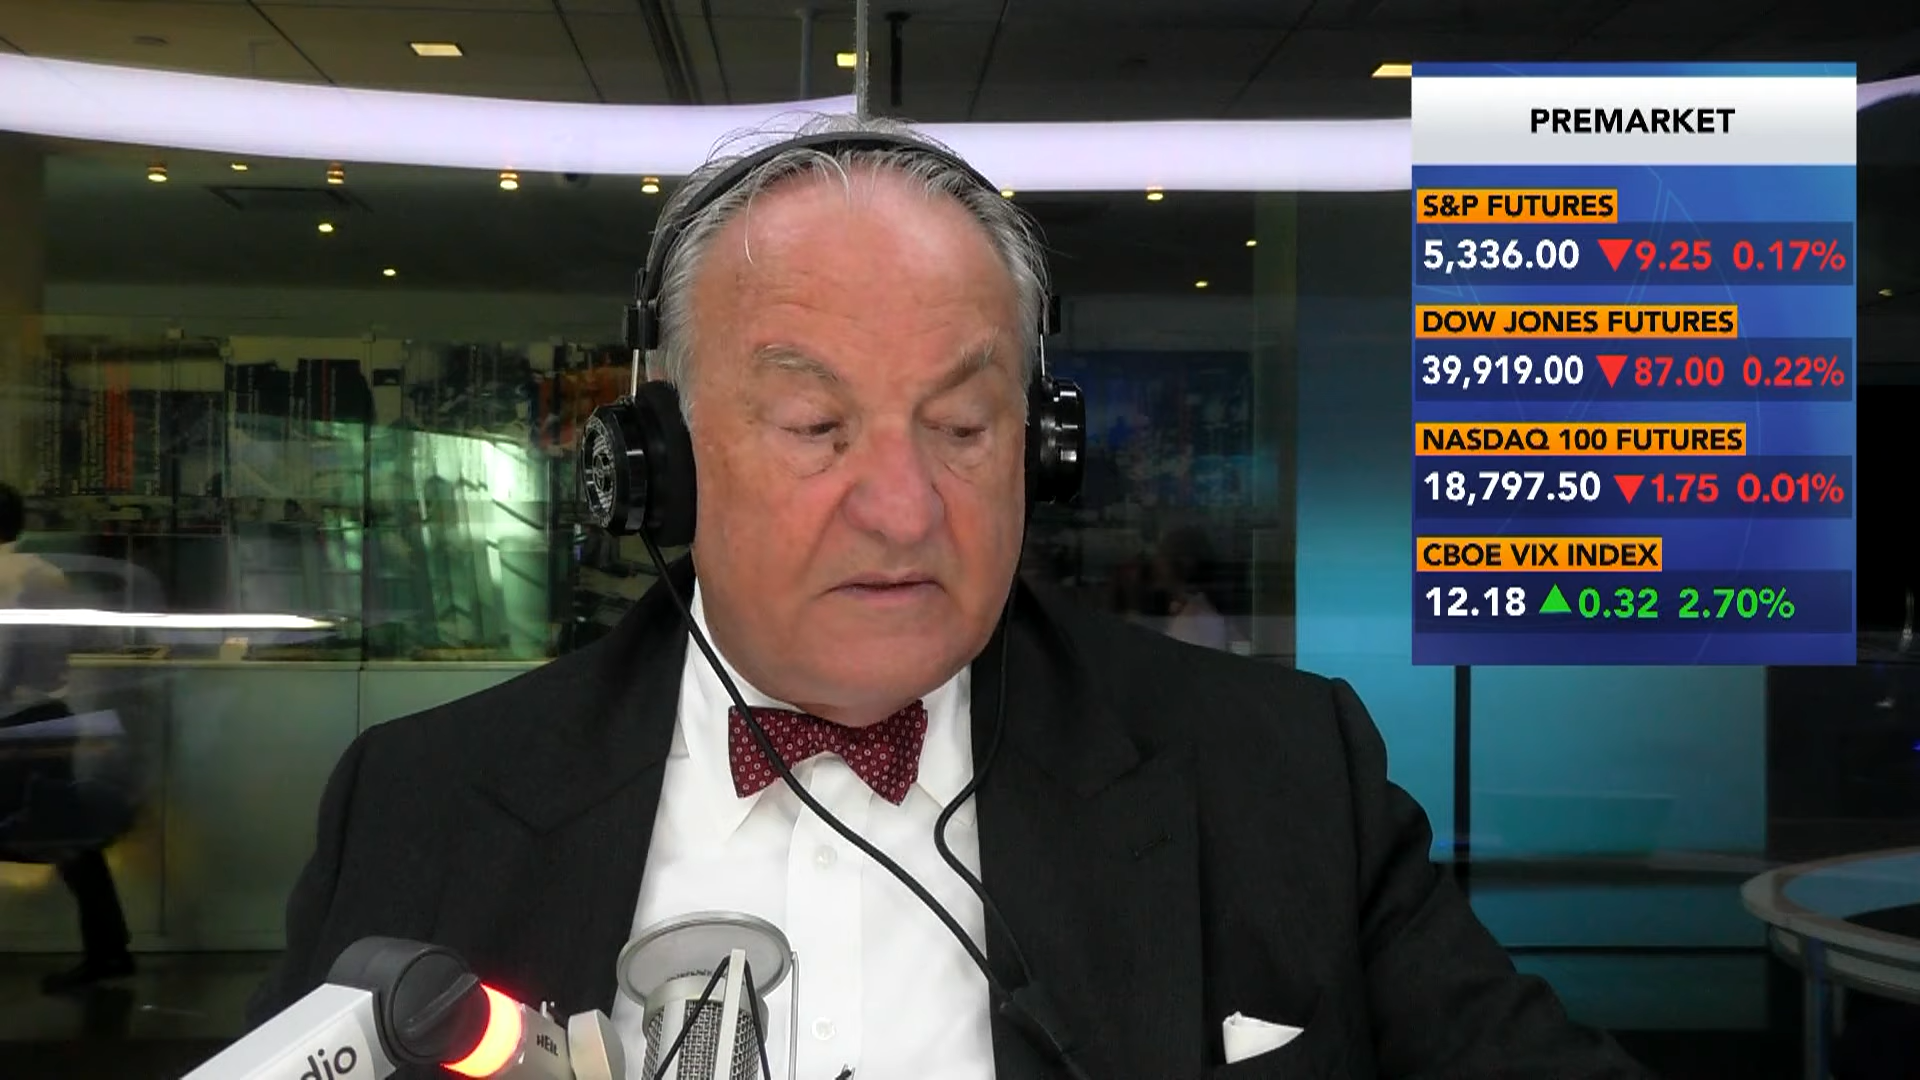 PREMARKET
S&P FUTURES
5,336.00 ▼9.25 0.17%
DOW JONES FUTURES
39,919.00 ▼87.00 0.22%
NASDAQ 100 FUTURES
18,797.50 ▼1.75 0.01%
CBOE VIX INDEX
12.18 ▲0.32 2.70%
dio